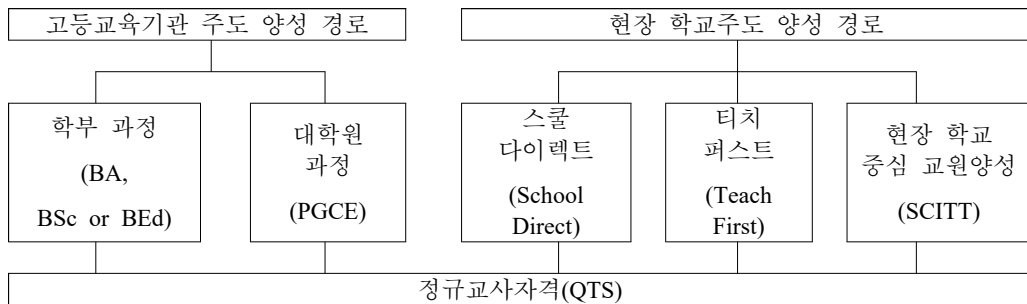 고등교육기관 주도 양성 경로
현장 학교주도 양성 경로
학부 과정
(BA,
BSc or BEd)
대학원
과정
(PGCE)
스쿨
다이렉트
(School
Direct)
티치
퍼스트
(Teach
First)
현장 학교
중심 교원양성
(SCITT)
정규교사자격(QTS)